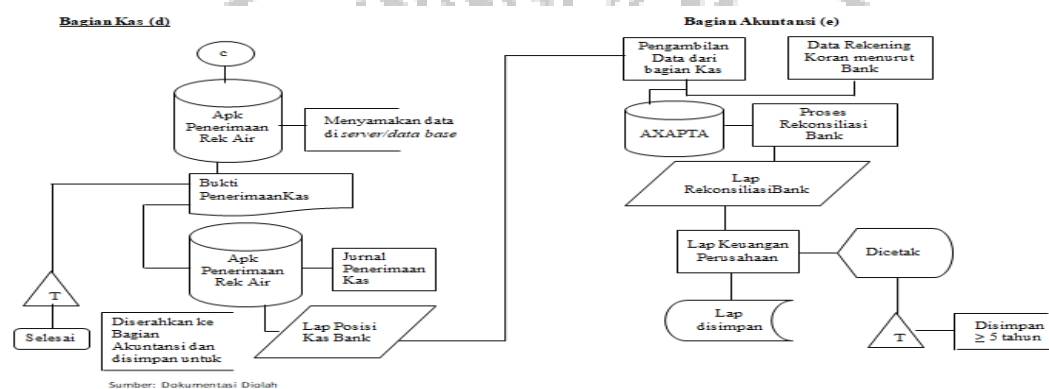 Bagian Kas (d)
c
Apk
Penerimaan
Rek Air
Menyamakan data
di server/data base
Bukti
PenerimaanKas
Apk
Penerimaan
Rek Air
Jurnal
Penerimaan
Kas
T
Selesai
Diserahkan ke
Bagian
Akuntansi dan
disimpan untuk
Lap Posisi
Kas Bank
Bagian Akuntansi (e)
Pengambilan
Data dari
bagian Kas
Data Rekening
Koran menurut
Bank
AXAPTA
Proses
Rekonsiliasi
Bank
Lap
RekonsiliasiBank
Lap Keuangan
Perusahaan
Dicetak
Lap
disimpan
T
Disimpan
≥ 5 tahun
Sumber: Dokumentasi Diolah